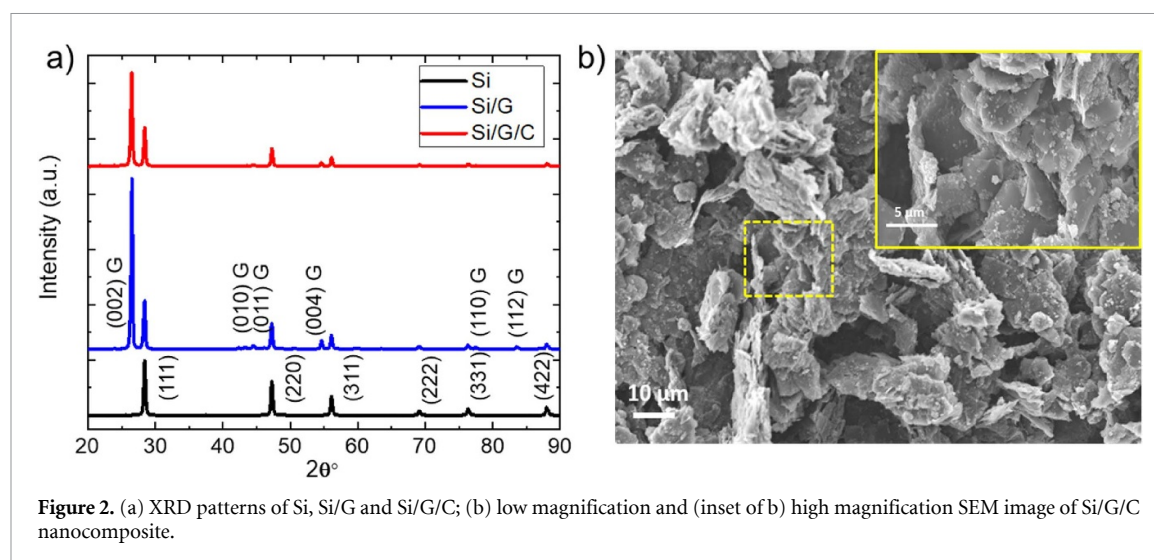 a)
Si
Si/G
Si/G/C
Intensity (a.u.)
(002) G
(010) G
(011) G
(004) G
(110) G
(112) G
(111)
(220)
(311)
(222)
(331)
(422)
20 30 40 50 60 70 80 90
2θ°
b)
5 µm
10 µm
Figure 2. (a) XRD patterns of Si, Si/G and Si/G/C; (b) low magnification and (inset of b) high magnification SEM image of Si/G/C
nanocomposite.